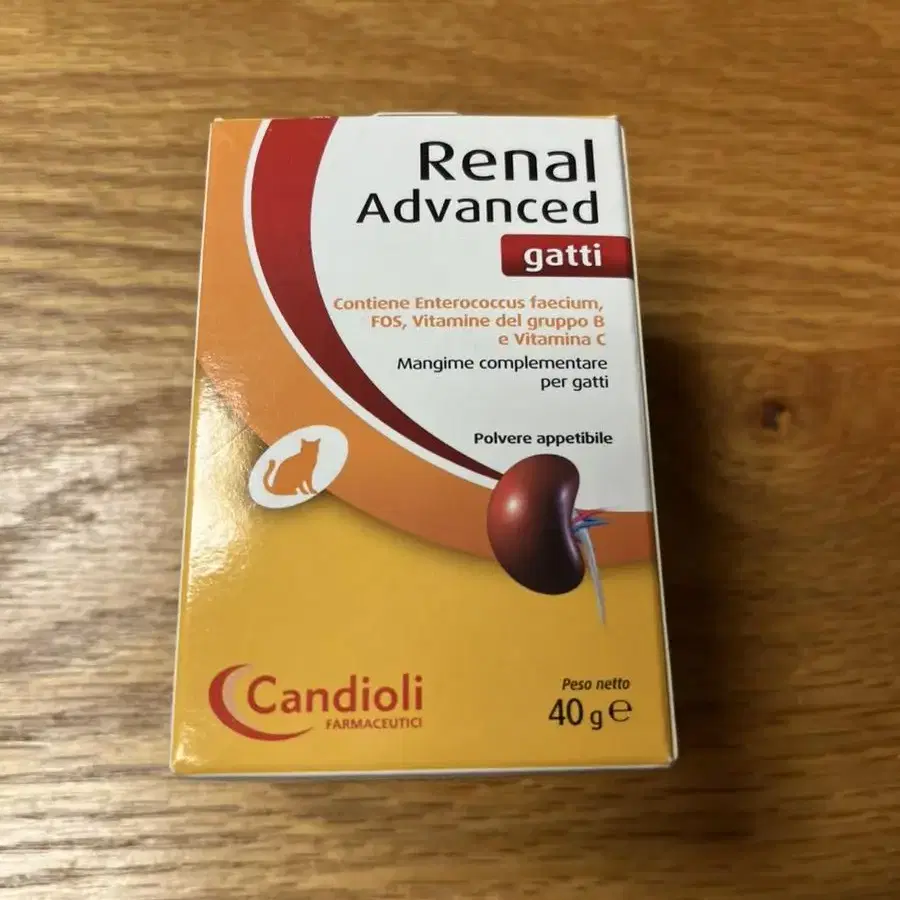 Renal
Advanced
gatti
Contiene Enterococcus faecium,
FOS, Vitamine del gruppo B
e Vitamina C
Mangime complementare
per gatti
Polvere appetibile
Candioli
FARMACEUTICI
Peso netto
40 g ℮